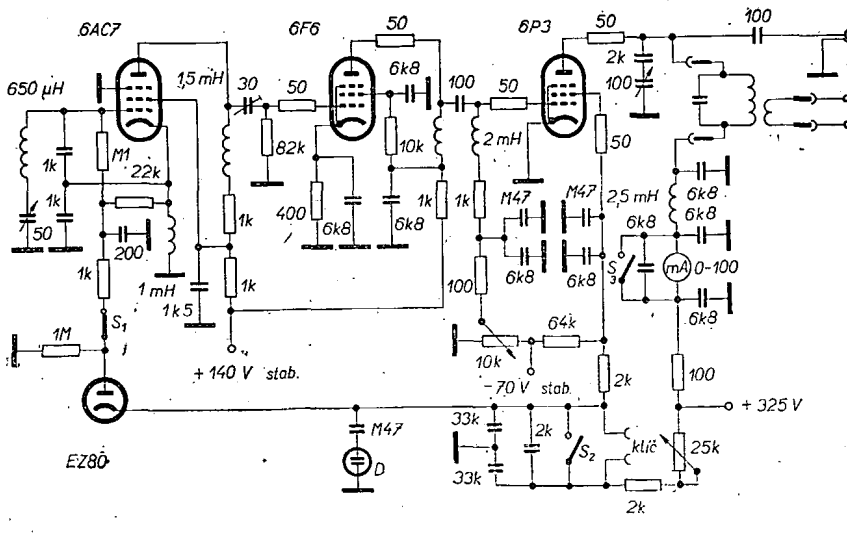 6AC7
6F6
6P3
50
50
100
650 µH
1,5 mH
30
50
6k8
100
50
2k
100
1k
M1
82k
10k
2 mH
50
22k
1k
50
200
1k
400
6k8
6k8
1k
1k
M47
6k8
M47
6k8
2,5 mH
6k8
6k8
6k8
S3
mA
0-100
6k8
1k
1 mH
1k5
1k
100
S1
1M
+140 V stab.
10k
64k
-70 V stab.
2k
100
+ 325 V
EZ80
M47
D
33k
33k
2k
S2
klíč
25k
2k